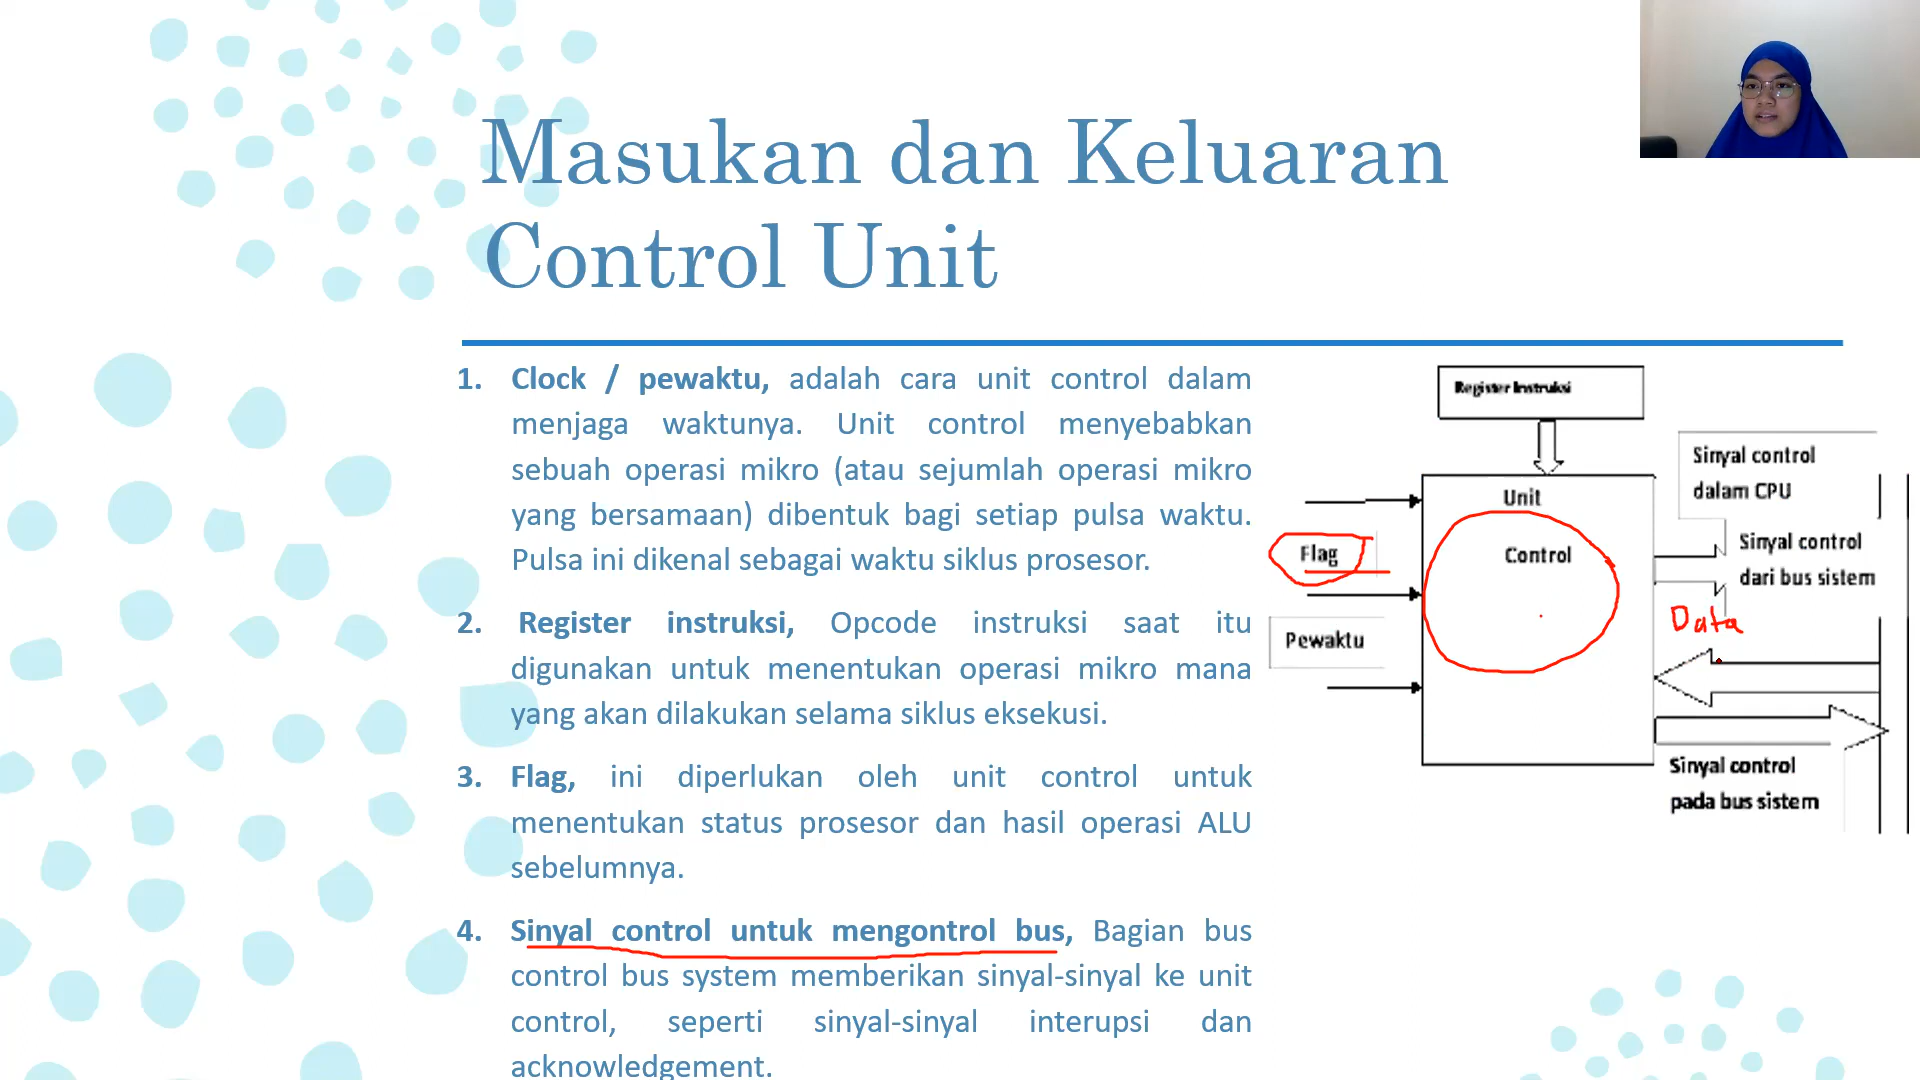 Masukan dan Keluaran
Control Unit
1. Clock / pewaktu, adalah cara unit control dalam
menjaga waktunya. Unit control menyebabkan
sebuah operasi mikro (atau sejumlah operasi mikro
yang bersamaan) dibentuk bagi setiap pulsa waktu.
Pulsa ini dikenal sebagai waktu siklus prosesor.
2. Register instruksi, Opcode instruksi saat itu
digunakan untuk menentukan operasi mikro mana
yang akan dilakukan selama siklus eksekusi.
3. Flag, ini diperlukan oleh unit control untuk
menentukan status prosesor dan hasil operasi ALU
sebelumnya.
4. Sinyal control untuk mengontrol bus, Bagian bus
control bus system memberikan sinyal-sinyal ke unit
control, seperti sinyal-sinyal interupsi dan
acknowledgement.
Register Instruksi
Unit
Control
Flag
Pewaktu
Sinyal control
dalam CPU
Sinyal control
dari bus sistem
Data
Sinyal control
pada bus sistem